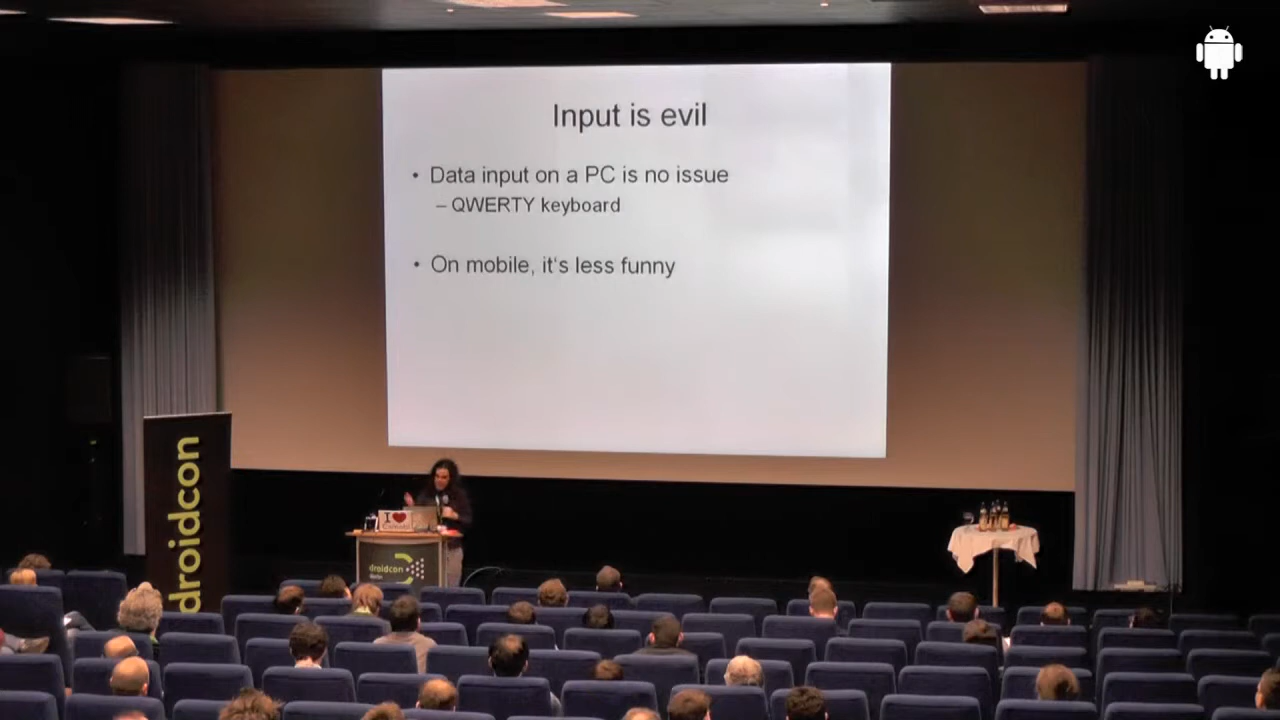 Input is evil
• Data input on a PC is no issue
– QWERTY keyboard
• On mobile, it's less funny
droidcon
I ❤
droidcon